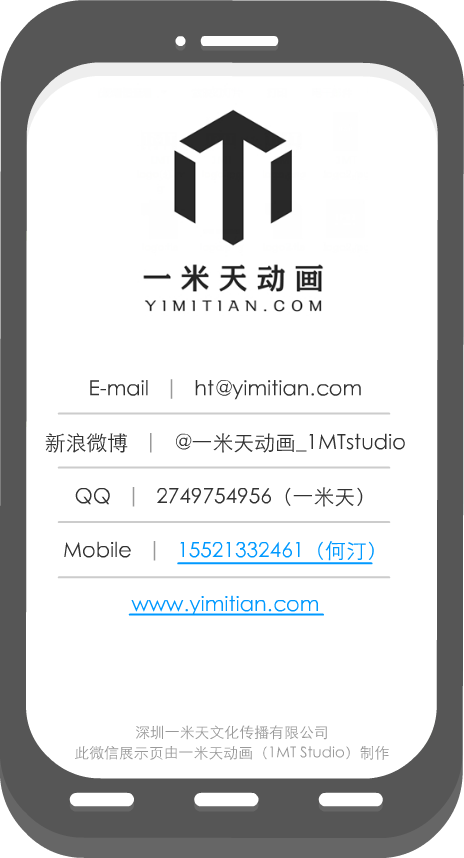 一米天动画
YIMITIAN.COM
E-mail | ht@yimitian.com
新浪微博 | @一米天动画_1MTstudio
QQ | 2749754956（一米天）
Mobile | 15521332461（何汀）
www.yimitian.com
深圳一米天文化传播有限公司
此微信展示页由一米天动画（1MT Studio）制作